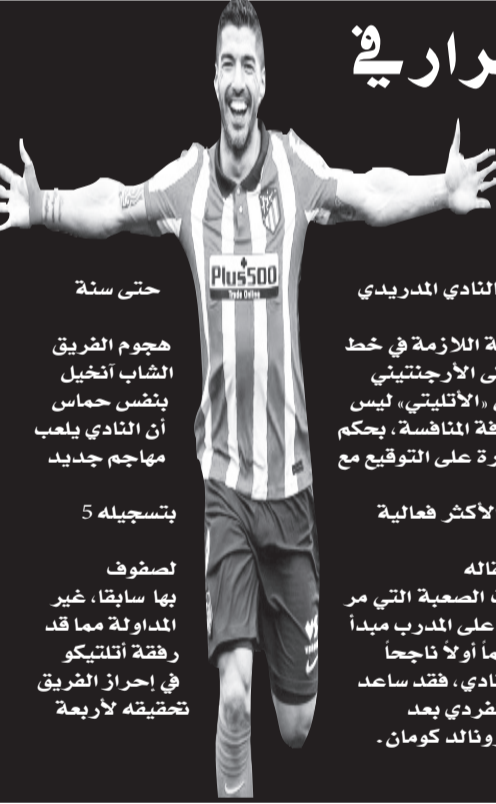 رار في
Plus500
Trade Online
النادي المدريدي حتى سنة
ة اللازمة في خط هجوم الفريق
الأرجنتيني الشاب آنخيل
«الأتليتي» ليس بنفس حماس
فة المنافسة، بحكم أن النادي يلعب
رة على التوقيع مع مهاجم جديد
لأكثر فعالية بتسجيله 5
قاله لصفوف
الصعبة التي مر بها سابقا، غير
على المدرب مبدأ المداولة مما قد
ماً أولاً ناجحاً رفقة أتلتيكو
نادي، فقد ساعد في إحراز الفريق
فردي بعد تحقيقه لأربعة
ونالد كومان.